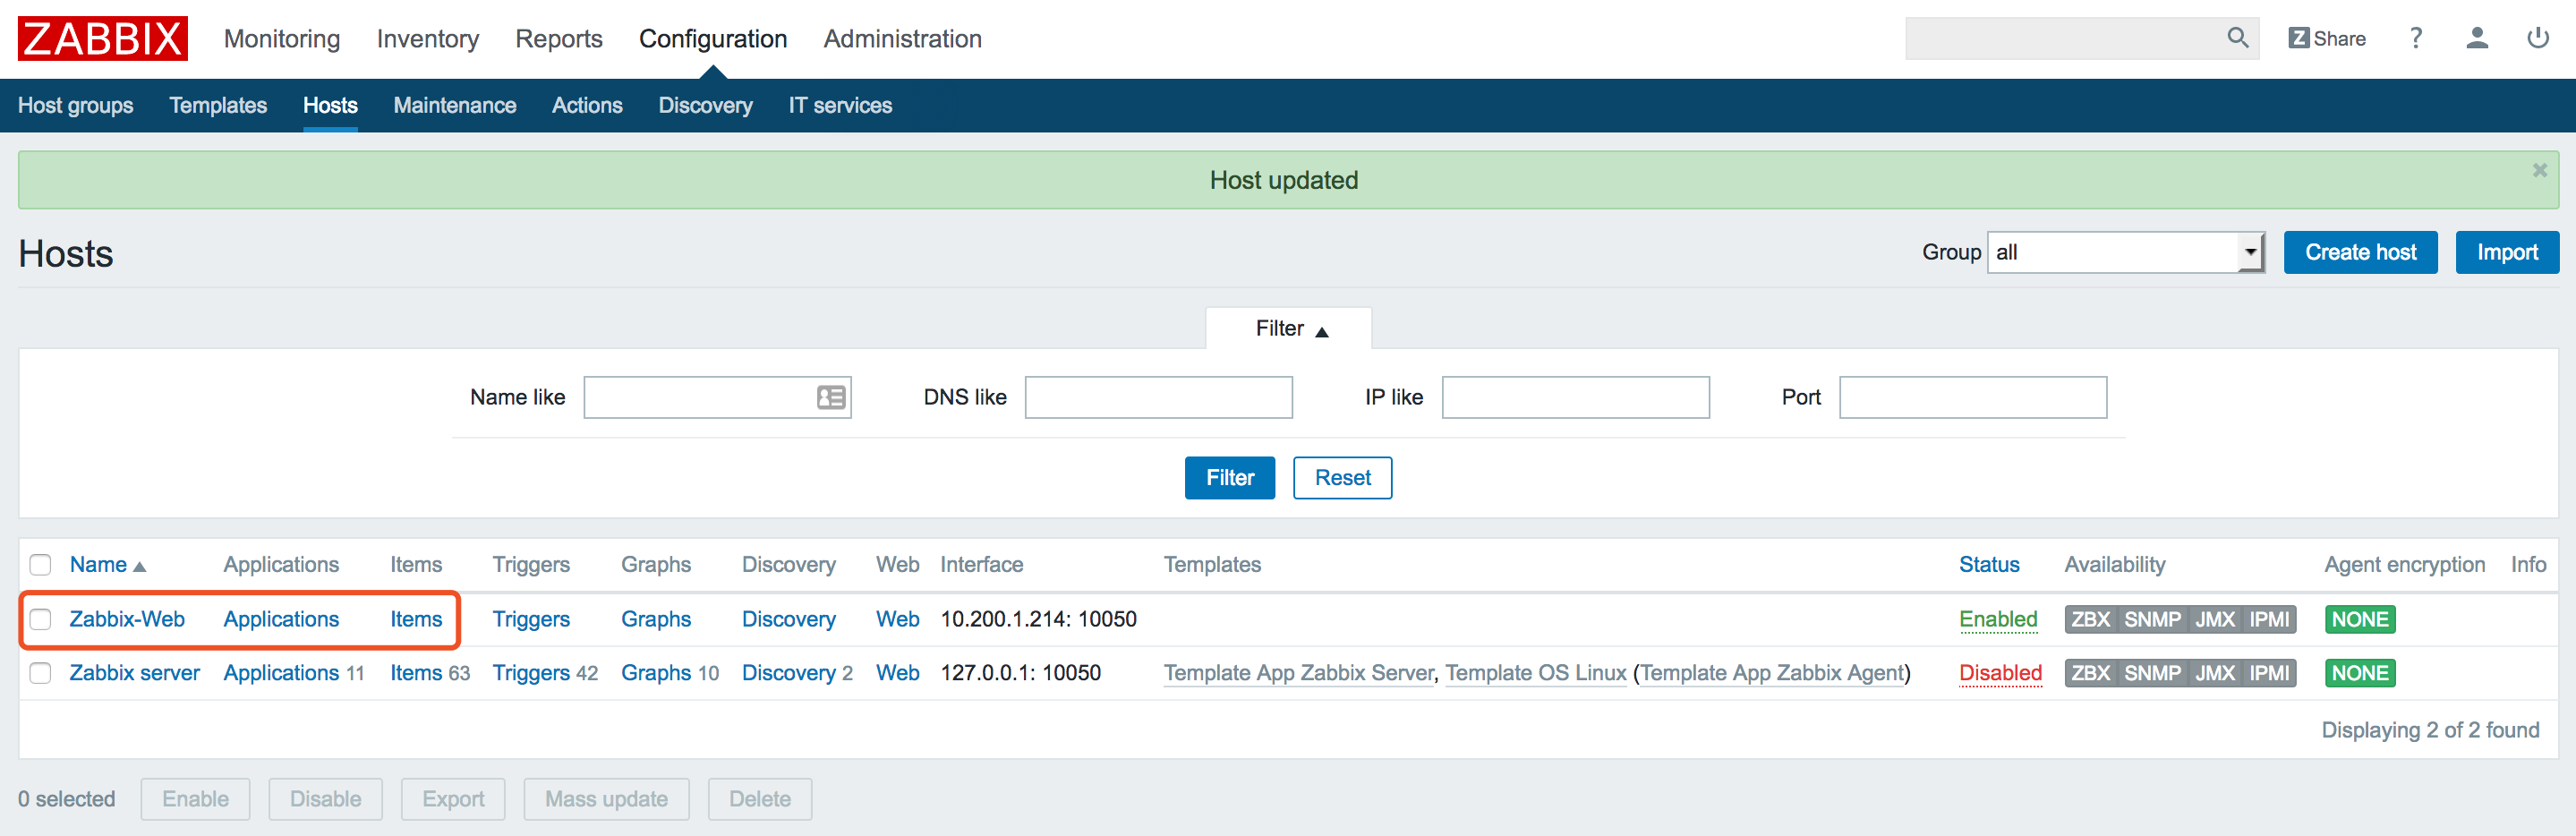 ZABBIX Monitoring Inventory Reports Configuration Administration Z Share ?
Host groups Templates Hosts Maintenance Actions Discovery IT services
Host updated ×
Hosts Group all Create host Import
Filter ▲
Name like DNS like IP like Port
Filter Reset
Name ▲ Applications Items Triggers Graphs Discovery Web Interface Templates Status Availability Agent encryption Info
Zabbix-Web Applications Items Triggers Graphs Discovery Web 10.200.1.214: 10050 Enabled ZBX SNMP JMX IPMI NONE
Zabbix server Applications 11 Items 63 Triggers 42 Graphs 10 Discovery 2 Web 127.0.0.1: 10050 Template App Zabbix Server, Template OS Linux (Template App Zabbix Agent) Disabled ZBX SNMP JMX IPMI NONE
Displaying 2 of 2 found
0 selected Enable Disable Export Mass update Delete